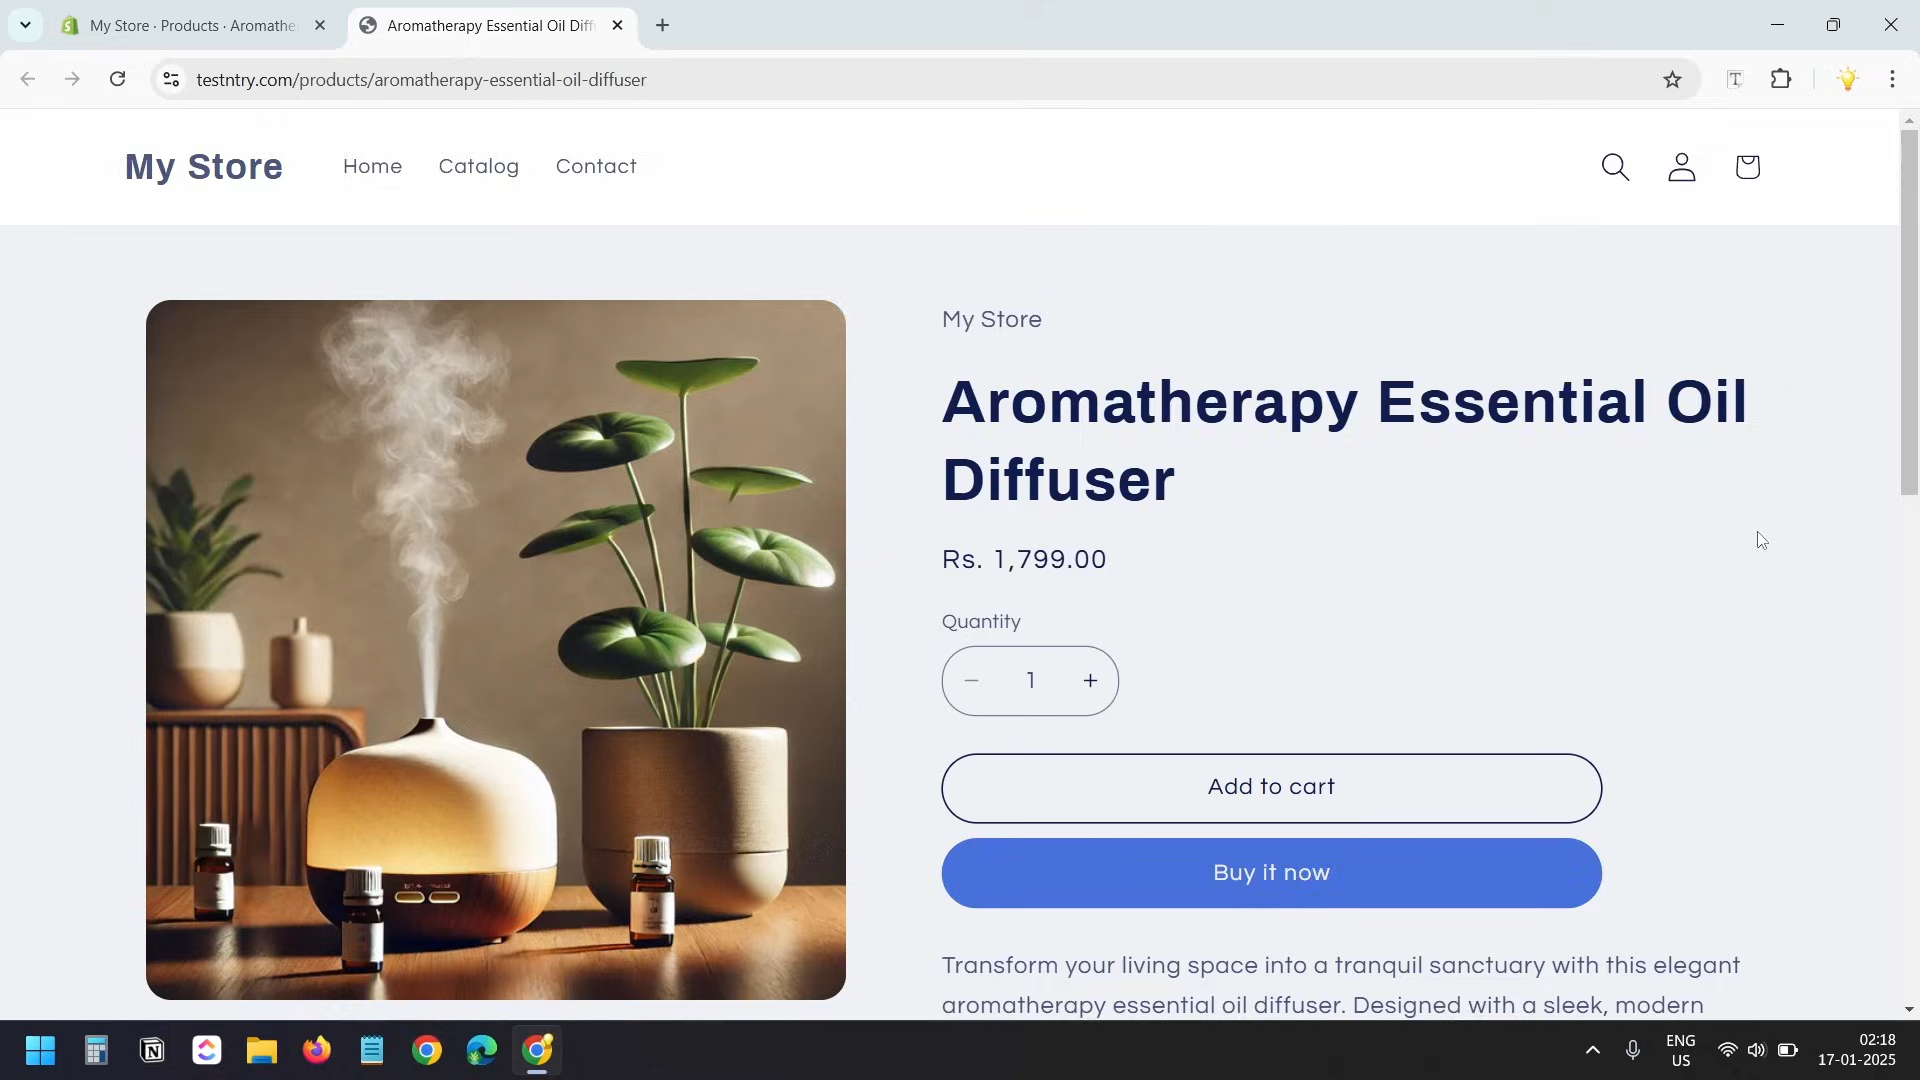 My Store · Products · Aromathe
Aromatherapy Essential Oil Diff
testntry.com/products/aromatherapy-essential-oil-diffuser
My Store
Home
Catalog
Contact
My Store
Aromatherapy Essential Oil
Diffuser
Rs. 1,799.00
Quantity
1
Add to cart
Buy it now
Transform your living space into a tranquil sanctuary with this elegant
aromatherapy essential oil diffuser. Designed with a sleek, modern
ENG
US
02:18
17-01-2025